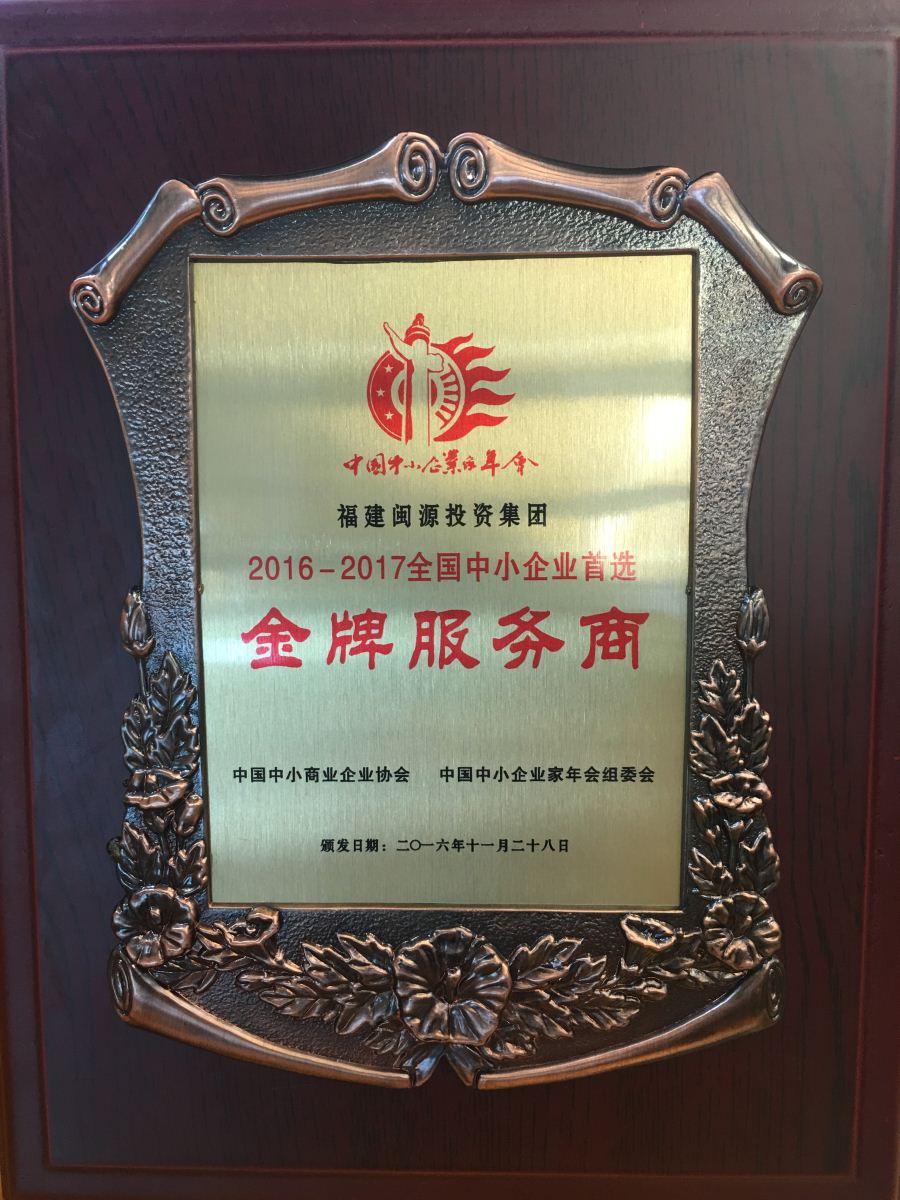 中国中小企业家年会
福建闽源投资集团
2016-2017全国中小企业首选
金牌服务商
中国中小商业企业协会 中国中小企业家年会组委会
颁发日期：二〇一六年十一月二十八日